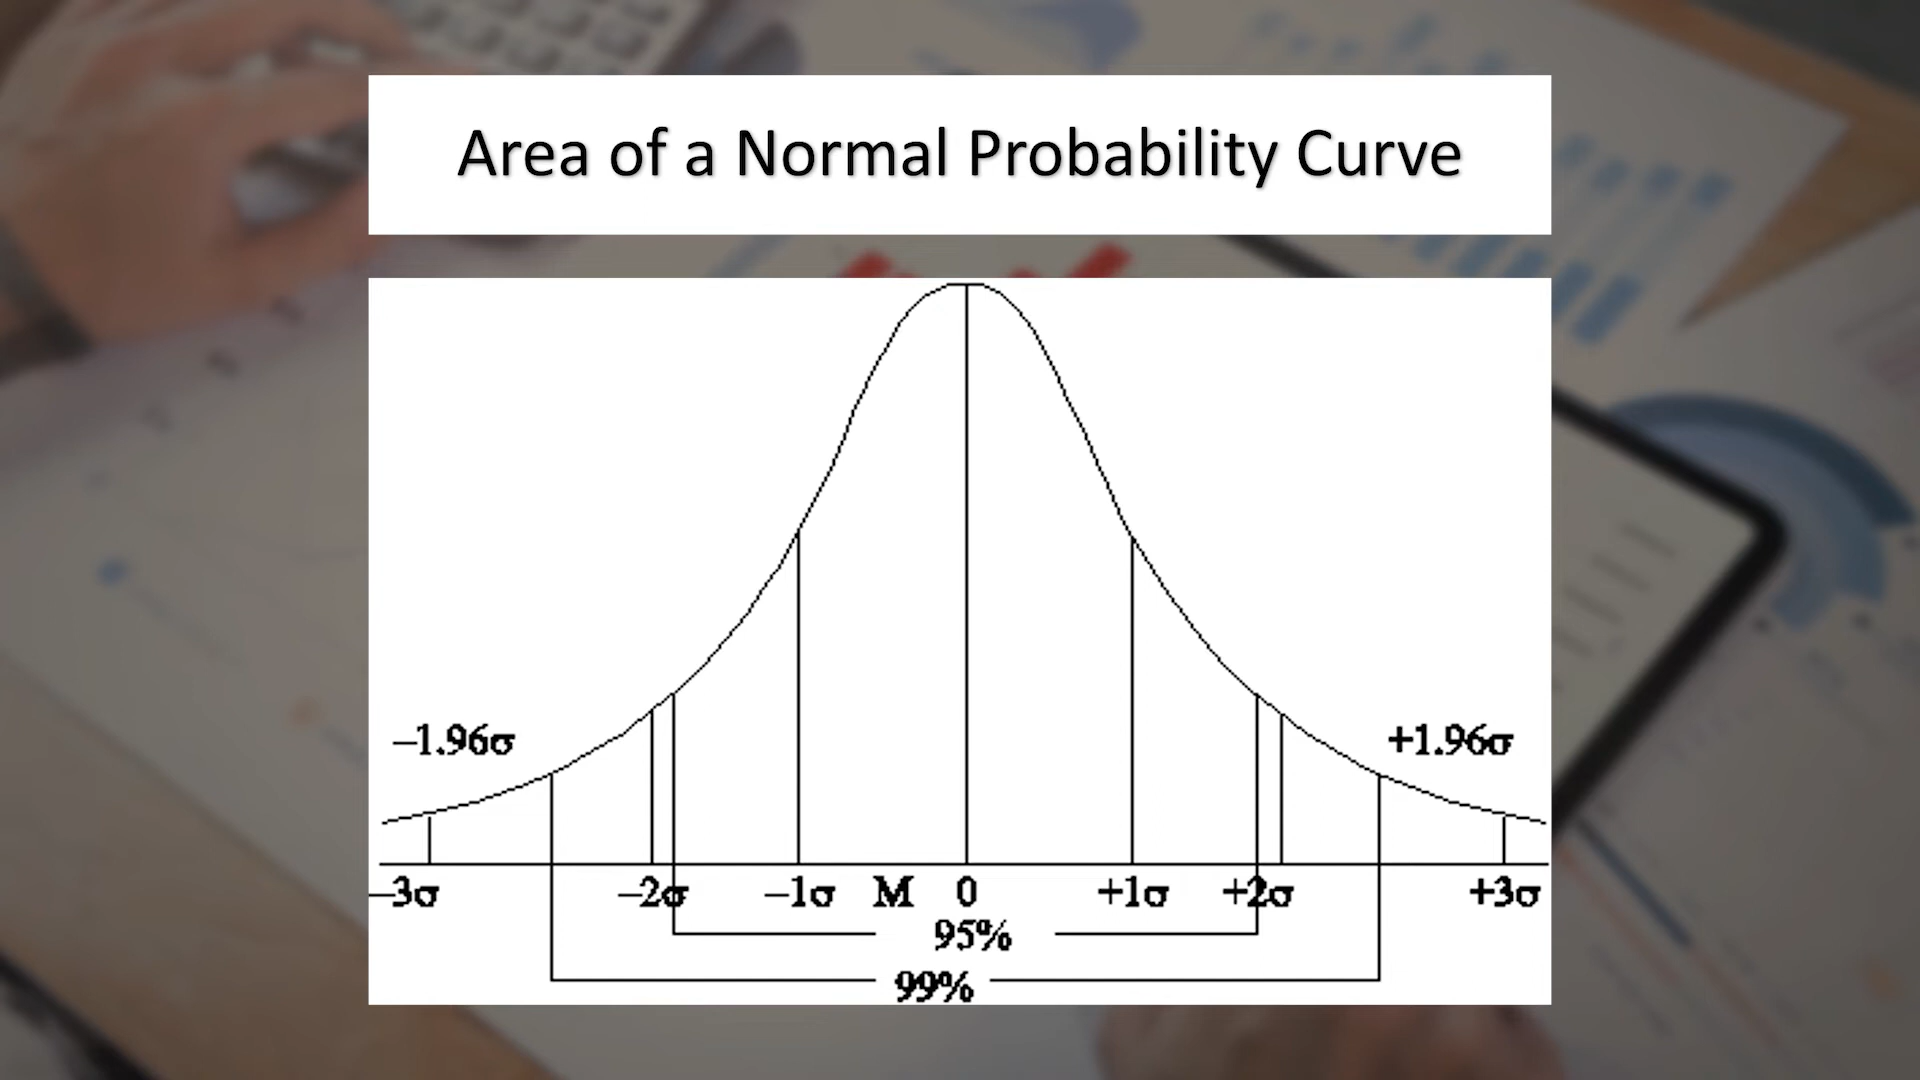 Area of a Normal Probability Curve
–1.96σ
+1.96σ
–3σ –2σ –1σ M 0 +1σ +2σ +3σ
95%
99%